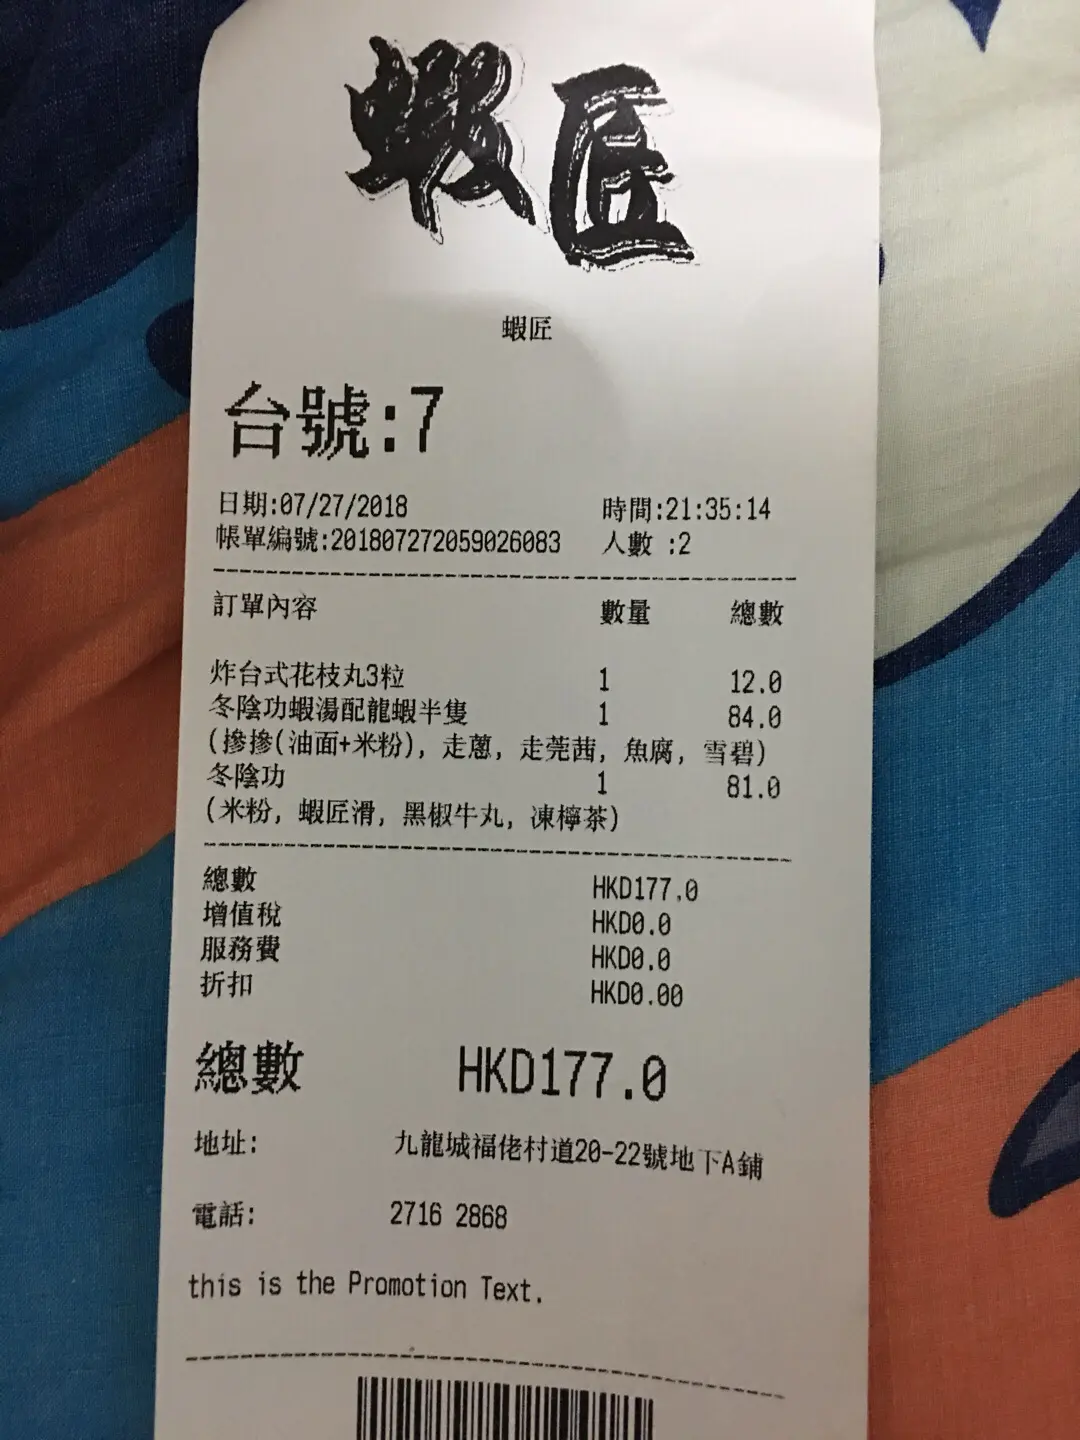 蝦匠
蝦匠
台號:7
日期:07/27/2018 時間:21:35:14
帳單編號:201807272059026083 人數 :2
訂單內容 數量 總數
炸台式花枝丸3粒 1 12.0
冬陰功蝦湯配龍蝦半隻 1 84.0
(摻摻(油面+米粉), 走蔥, 走莞茜, 魚腐, 雪碧)
冬陰功 1 81.0
(米粉, 蝦匠滑, 黑椒牛丸, 凍檸茶)
總數 HKD177.0
增值稅 HKD0.0
服務費 HKD0.0
折扣 HKD0.00
總數 HKD177.0
地址: 九龍城福佬村道20-22號地下A鋪
電話: 2716 2868
this is the Promotion Text.